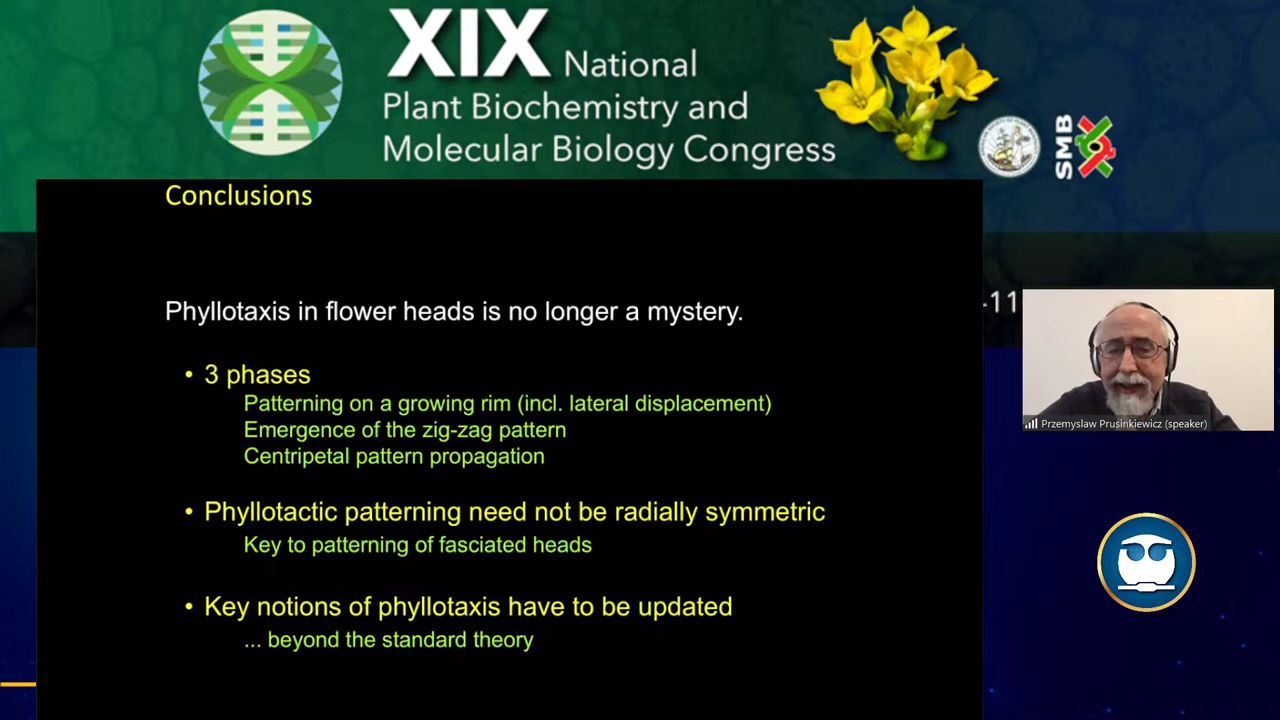 XIX National
Plant Biochemistry and
Molecular Biology Congress
SMB
Conclusions
Phyllotaxis in flower heads is no longer a mystery.
-11
• 3 phases
Patterning on a growing rim (incl. lateral displacement)
Emergence of the zig-zag pattern
Centripetal pattern propagation
Przemyslaw Prusinkiewicz (speaker)
• Phyllotactic patterning need not be radially symmetric
Key to patterning of fasciated heads
• Key notions of phyllotaxis have to be updated
... beyond the standard theory